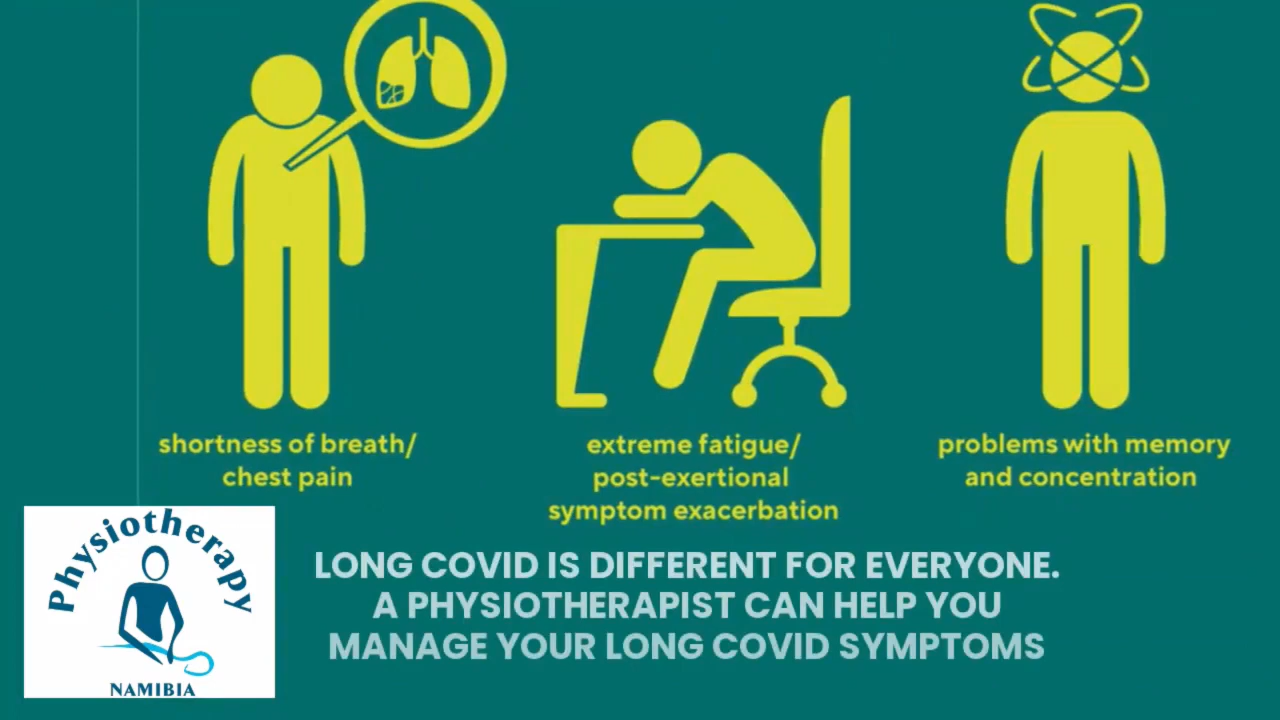 shortness of breath/
chest pain
extreme fatigue/
post-exertional
symptom exacerbation
problems with memory
and concentration
Physiotherapy
NAMIBIA
LONG COVID IS DIFFERENT FOR EVERYONE.
A PHYSIOTHERAPIST CAN HELP YOU
MANAGE YOUR LONG COVID SYMPTOMS